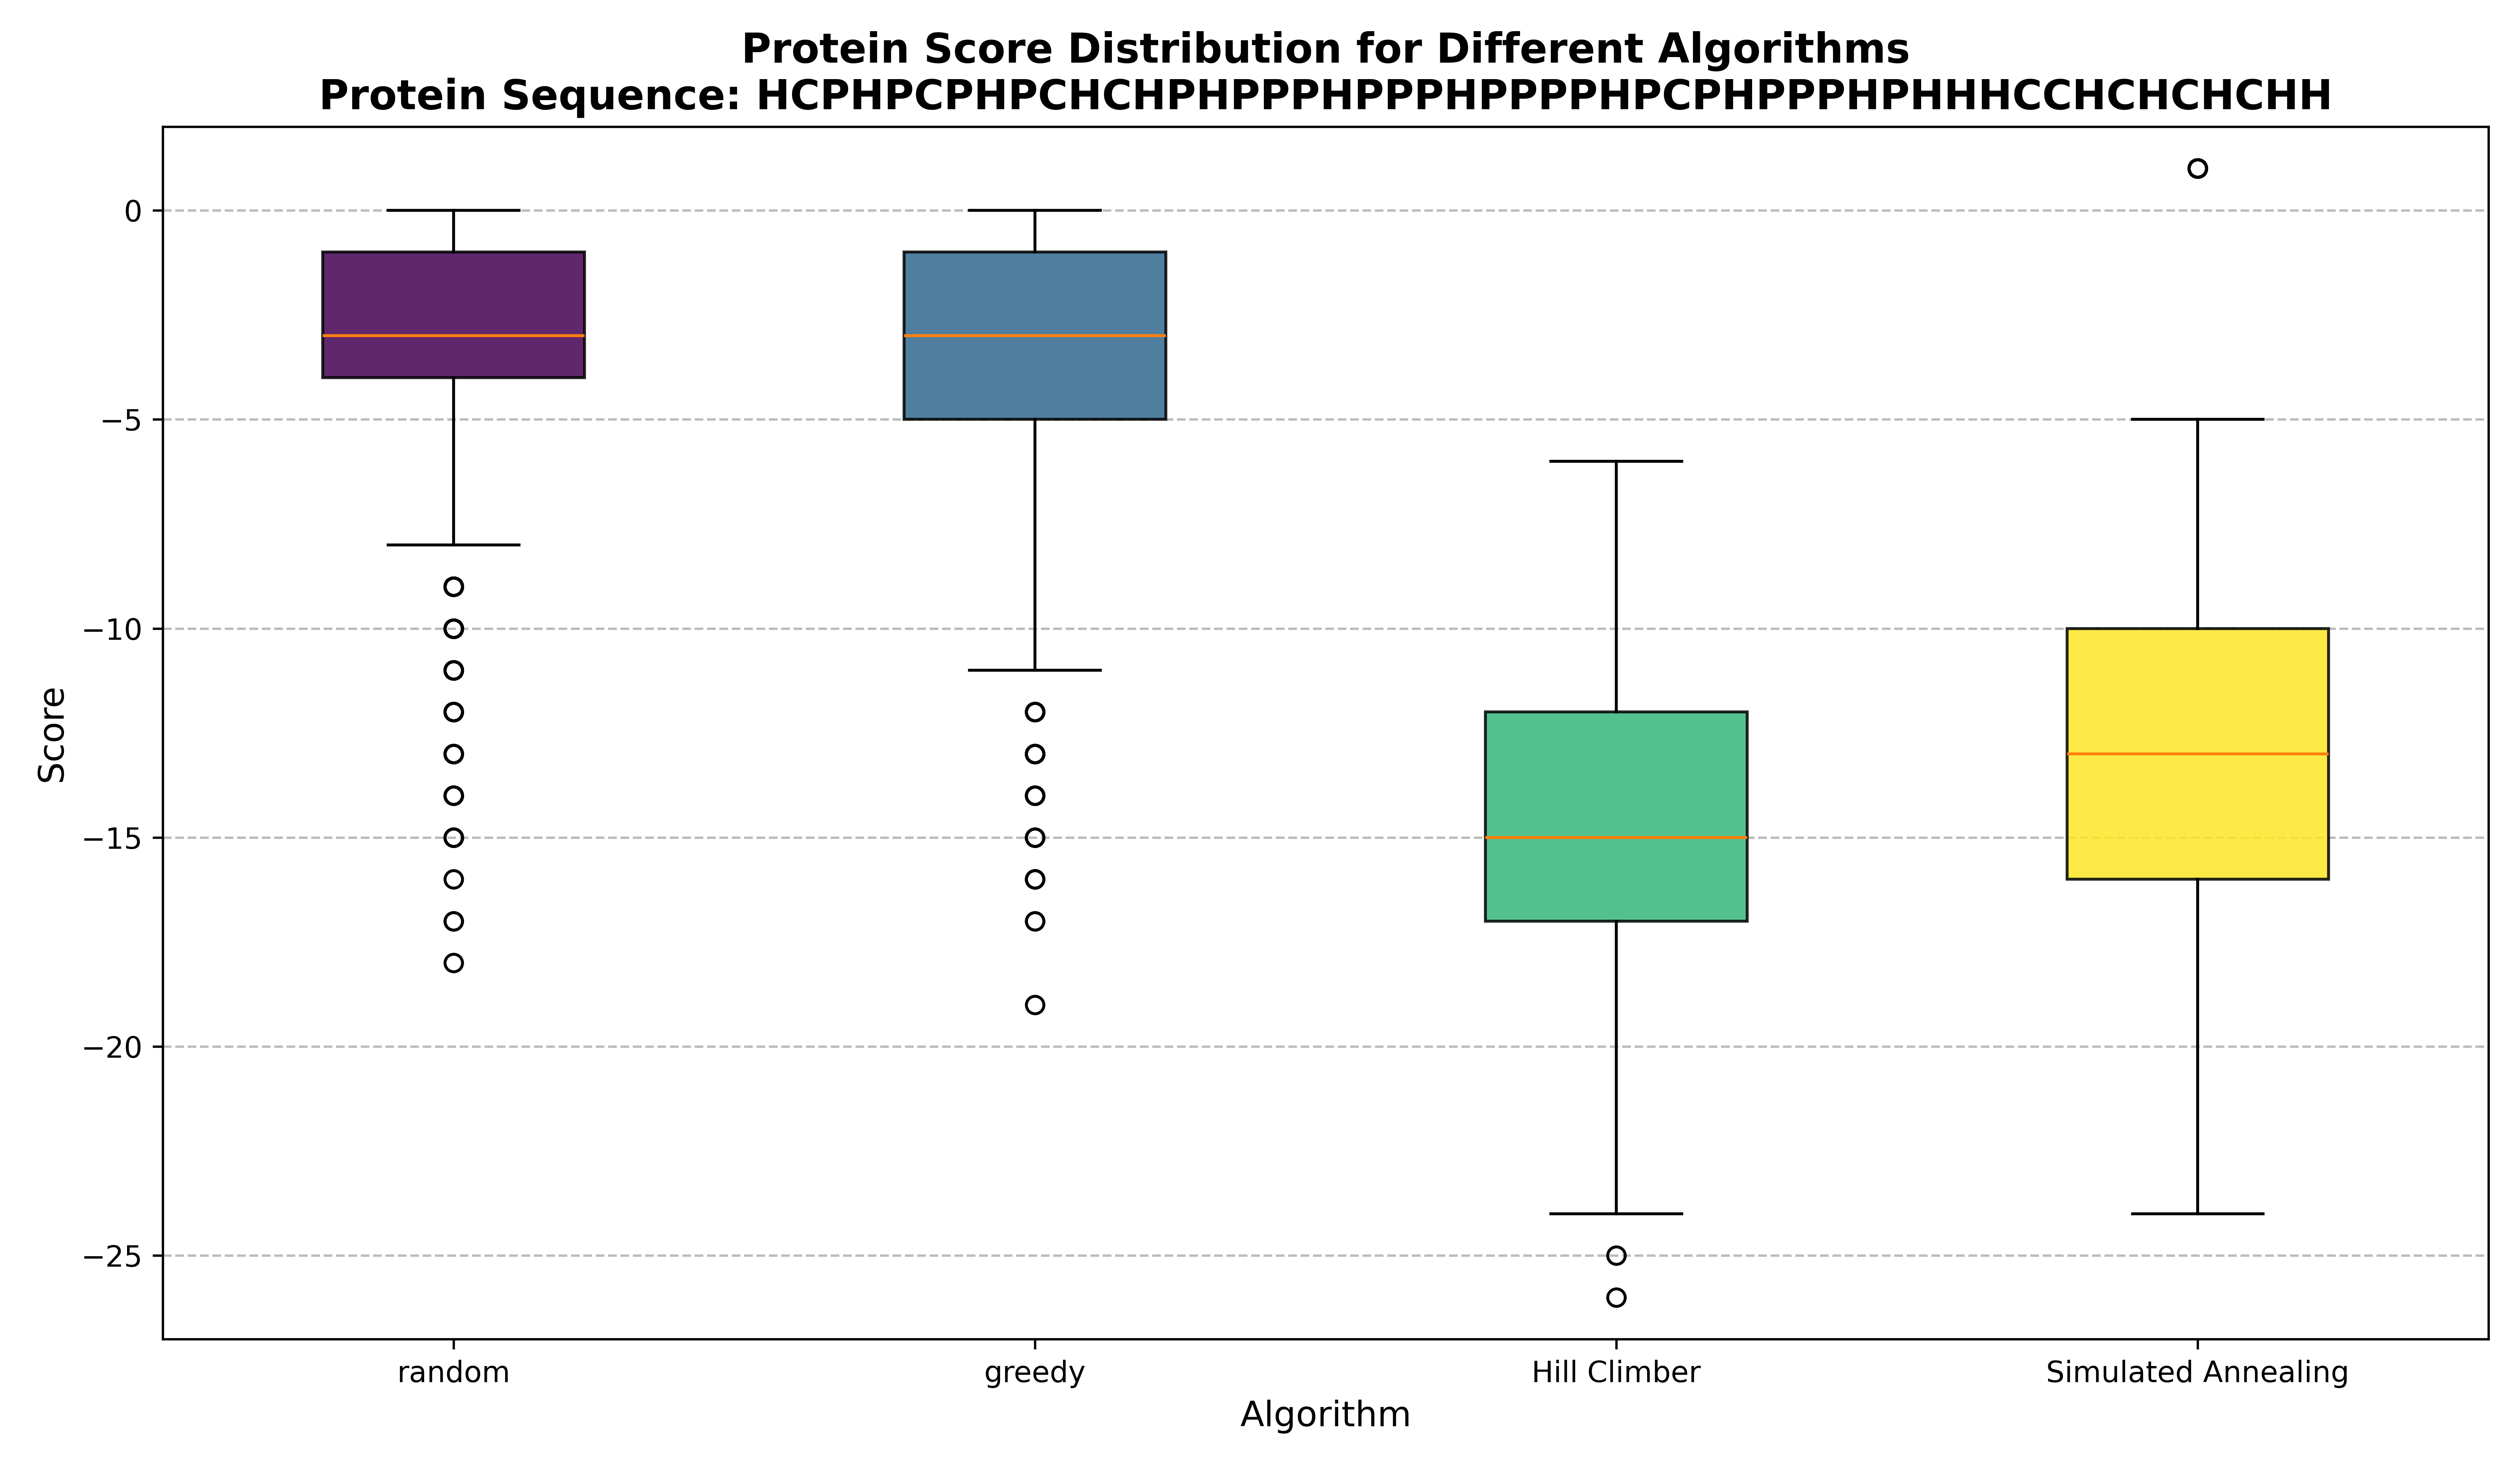 Protein Score Distribution for Different Algorithms
Protein Sequence: HCPHPCPHPCHCHPHPPPHPPPHPPPPHPCPHPPPHPHHHCCHCHCHCHH
0
−5
−10
−15
−20
−25
Score
random
greedy
Hill Climber
Simulated Annealing
Algorithm